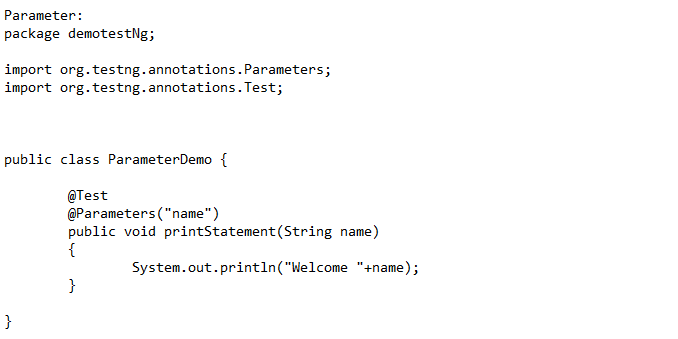 Parameter:
package demotestNg;
import org.testng.annotations.Parameters;
import org.testng.annotations.Test;
public class ParameterDemo {
@Test
@Parameters("name")
public void printStatement(String name)
{
System.out.println("Welcome "+name);
}
}